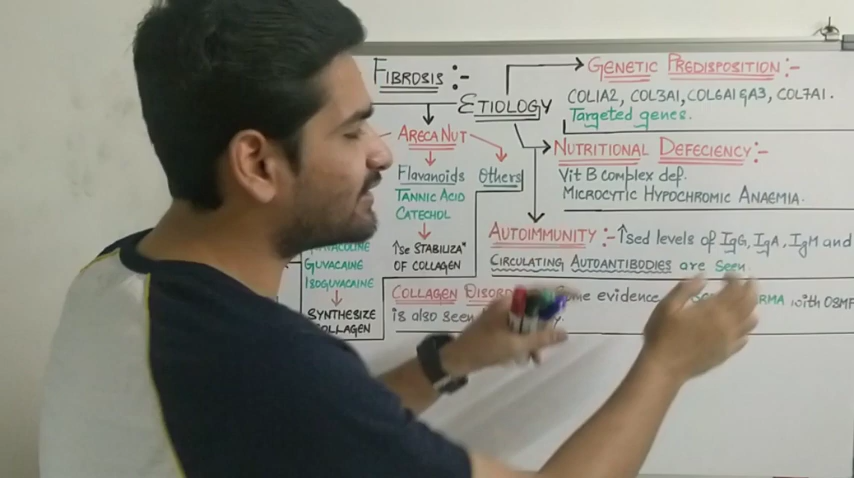 FIBROSIS:-
ETIOLOGY
ARECA NUT
Flavanoids
TANNIC ACID
CATECHOL
↑se STABILIZAⁿ
OF COLLAGEN
Others
GUVACAINE
ISOGUVACAINE
SYNTHESIZE
COLLAGEN
GENETIC PREDISPOSITION:-
COL1A2, COL3A1, COL6A1&A3, COL7A1.
Targeted genes.
NUTRITIONAL DEFECIENCY:-
Vit B complex def.
MICROCYTIC HYPOCHROMIC ANAEMIA.
AUTOIMMUNITY :- ↑sed levels of IgG, IgA, IgM and
CIRCULATING AUTOANTIBODIES are Seen.
COLLAGEN evidence with OSMF
is also seen